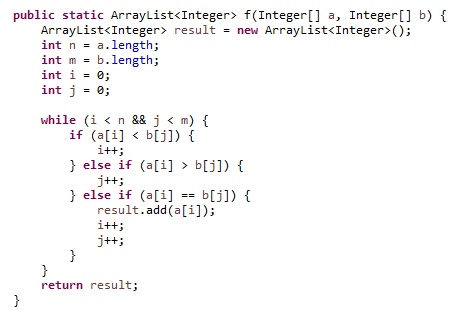 public static ArrayList<Integer> f(Integer[] a, Integer[] b) {
    ArrayList<Integer> result = new ArrayList<Integer>();
    int n = a.length;
    int m = b.length;
    int i = 0;
    int j = 0;

    while (i < n && j < m) {
        if (a[i] < b[j]) {
            i++;
        } else if (a[i] > b[j]) {
            j++;
        } else if (a[i] == b[j]) {
            result.add(a[i]);
            i++;
            j++;
        }
    }
    return result;
}